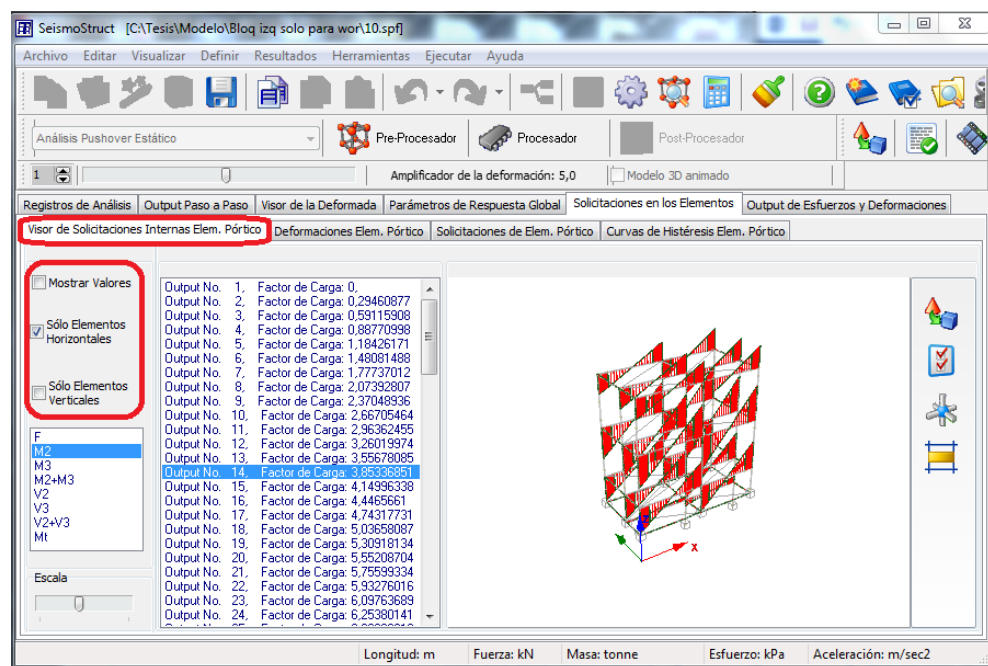 SeismoStruct [C:\Tesis\Modelo\Bloq izq solo para wor\10.spf]
Archivo Editar Visualizar Definir Resultados Herramientas Ejecutar Ayuda
Análisis Pushover Estático Pre-Procesador Procesador Post-Procesador
1 Amplificador de la deformación: 5,0 Modelo 3D animado
Registros de Análisis Output Paso a Paso Visor de la Deformada Parámetros de Respuesta Global Solicitaciones en los Elementos Output de Esfuerzos y Deformaciones
Visor de Solicitaciones Internas Elem. Pórtico Deformaciones Elem. Pórtico Solicitaciones de Elem. Pórtico Curvas de Histéresis Elem. Pórtico
Mostrar Valores
Sólo Elementos
Horizontales
Sólo Elementos
Verticales
F
M2
M3
M2+M3
V2
V3
V2+V3
Mt
Escala
Output No. 1, Factor de Carga: 0,
Output No. 2, Factor de Carga: 0,29460877
Output No. 3, Factor de Carga: 0,59115908
Output No. 4, Factor de Carga: 0,88770998
Output No. 5, Factor de Carga: 1,18426171
Output No. 6, Factor de Carga: 1,48081488
Output No. 7, Factor de Carga: 1,77737012
Output No. 8, Factor de Carga: 2,07392807
Output No. 9, Factor de Carga: 2,37048936
Output No. 10, Factor de Carga: 2,66705464
Output No. 11, Factor de Carga: 2,96362455
Output No. 12, Factor de Carga: 3,26019974
Output No. 13, Factor de Carga: 3,55678085
Output No. 14, Factor de Carga: 3,85336851
Output No. 15, Factor de Carga: 4,14996338
Output No. 16, Factor de Carga: 4,4465661
Output No. 17, Factor de Carga: 4,74317731
Output No. 18, Factor de Carga: 5,03658087
Output No. 19, Factor de Carga: 5,30918134
Output No. 20, Factor de Carga: 5,55208704
Output No. 21, Factor de Carga: 5,75599334
Output No. 22, Factor de Carga: 5,93276016
Output No. 23, Factor de Carga: 6,09763689
Output No. 24, Factor de Carga: 6,25380141
z
x
Longitud: m Fuerza: kN Masa: tonne Esfuerzo: kPa Aceleración: m/sec2